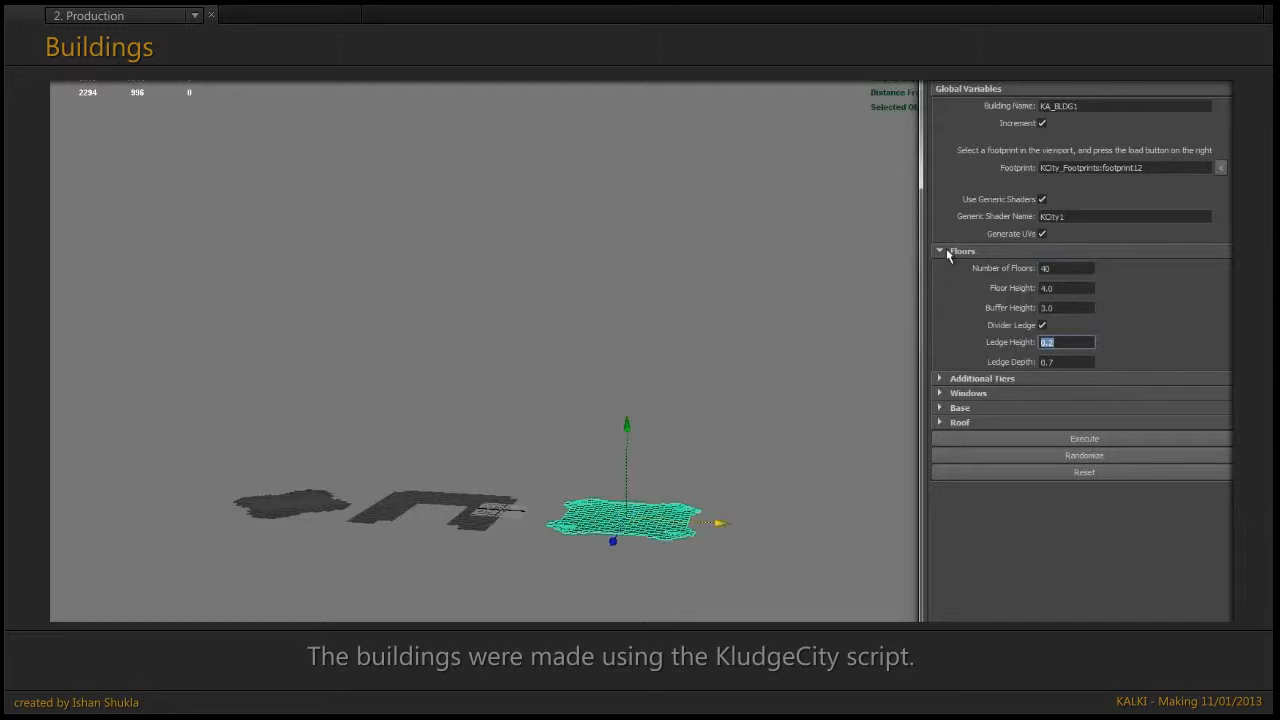 2. Production
Buildings
2294 996 0
Distance Fr
Selected Ob
Global Variables
Building Name: KA_BLDG1
Increment
Select a footprint in the viewport, and press the load button on the right
Footprint: KCity_Footprints:footprint12 <
Use Generic Shaders
Generic Shader Name: KCity1
Generate UVs
Floors
Number of Floors: 40
Floor Height: 4.0
Buffer Height: 3.0
Divider Ledge
Ledge Height: 0.2
Ledge Depth: 0.7
Additional Tiers
Windows
Base
Roof
Execute
Randomize
Reset
The buildings were made using the KludgeCity script.
created by Ishan Shukla
KALKI - Making 11/01/2013